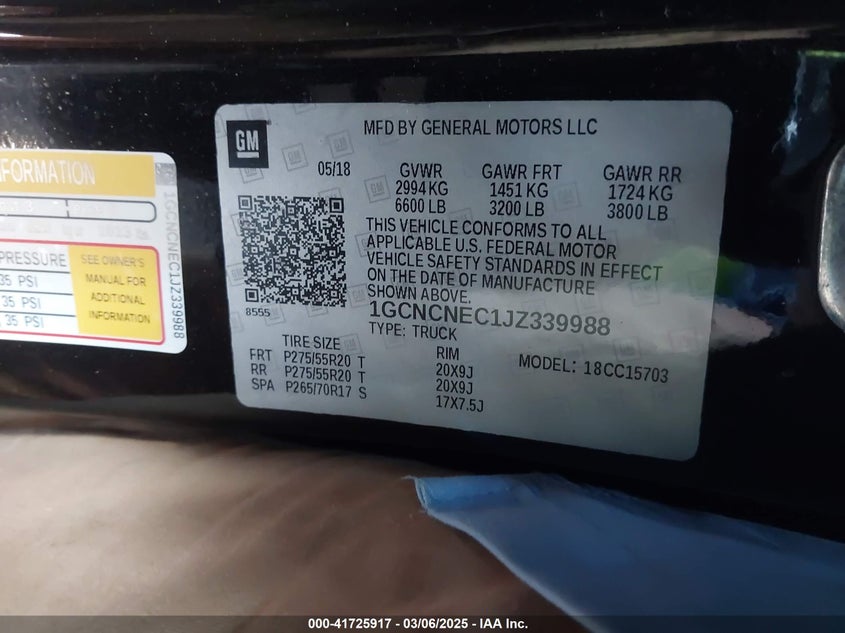 NFORMATION
1GCNCNEC1JZ339988
PRESSURE
35 PSI
35 PSI
35 PSI
SEE OWNER'S
MANUAL FOR
ADDITIONAL
INFORMATION
GM
MFD BY GENERAL MOTORS LLC
05/18
GVWR GAWR FRT GAWR RR
2994 KG 1451 KG 1724 KG
6600 LB 3200 LB 3800 LB
THIS VEHICLE CONFORMS TO ALL
APPLICABLE U.S. FEDERAL MOTOR
VEHICLE SAFETY STANDARDS IN EFFECT
ON THE DATE OF MANUFACTURE
SHOWN ABOVE.
8555
1GCNCNEC1JZ339988
TYPE: TRUCK
TIRE SIZE RIM
FRT P275/55R20 T 20X9J
RR P275/55R20 T 20X9J
SPA P265/70R17 S 17X7.5J
MODEL: 18CC15703
000-41725917 - 03/06/2025 - IAA Inc.